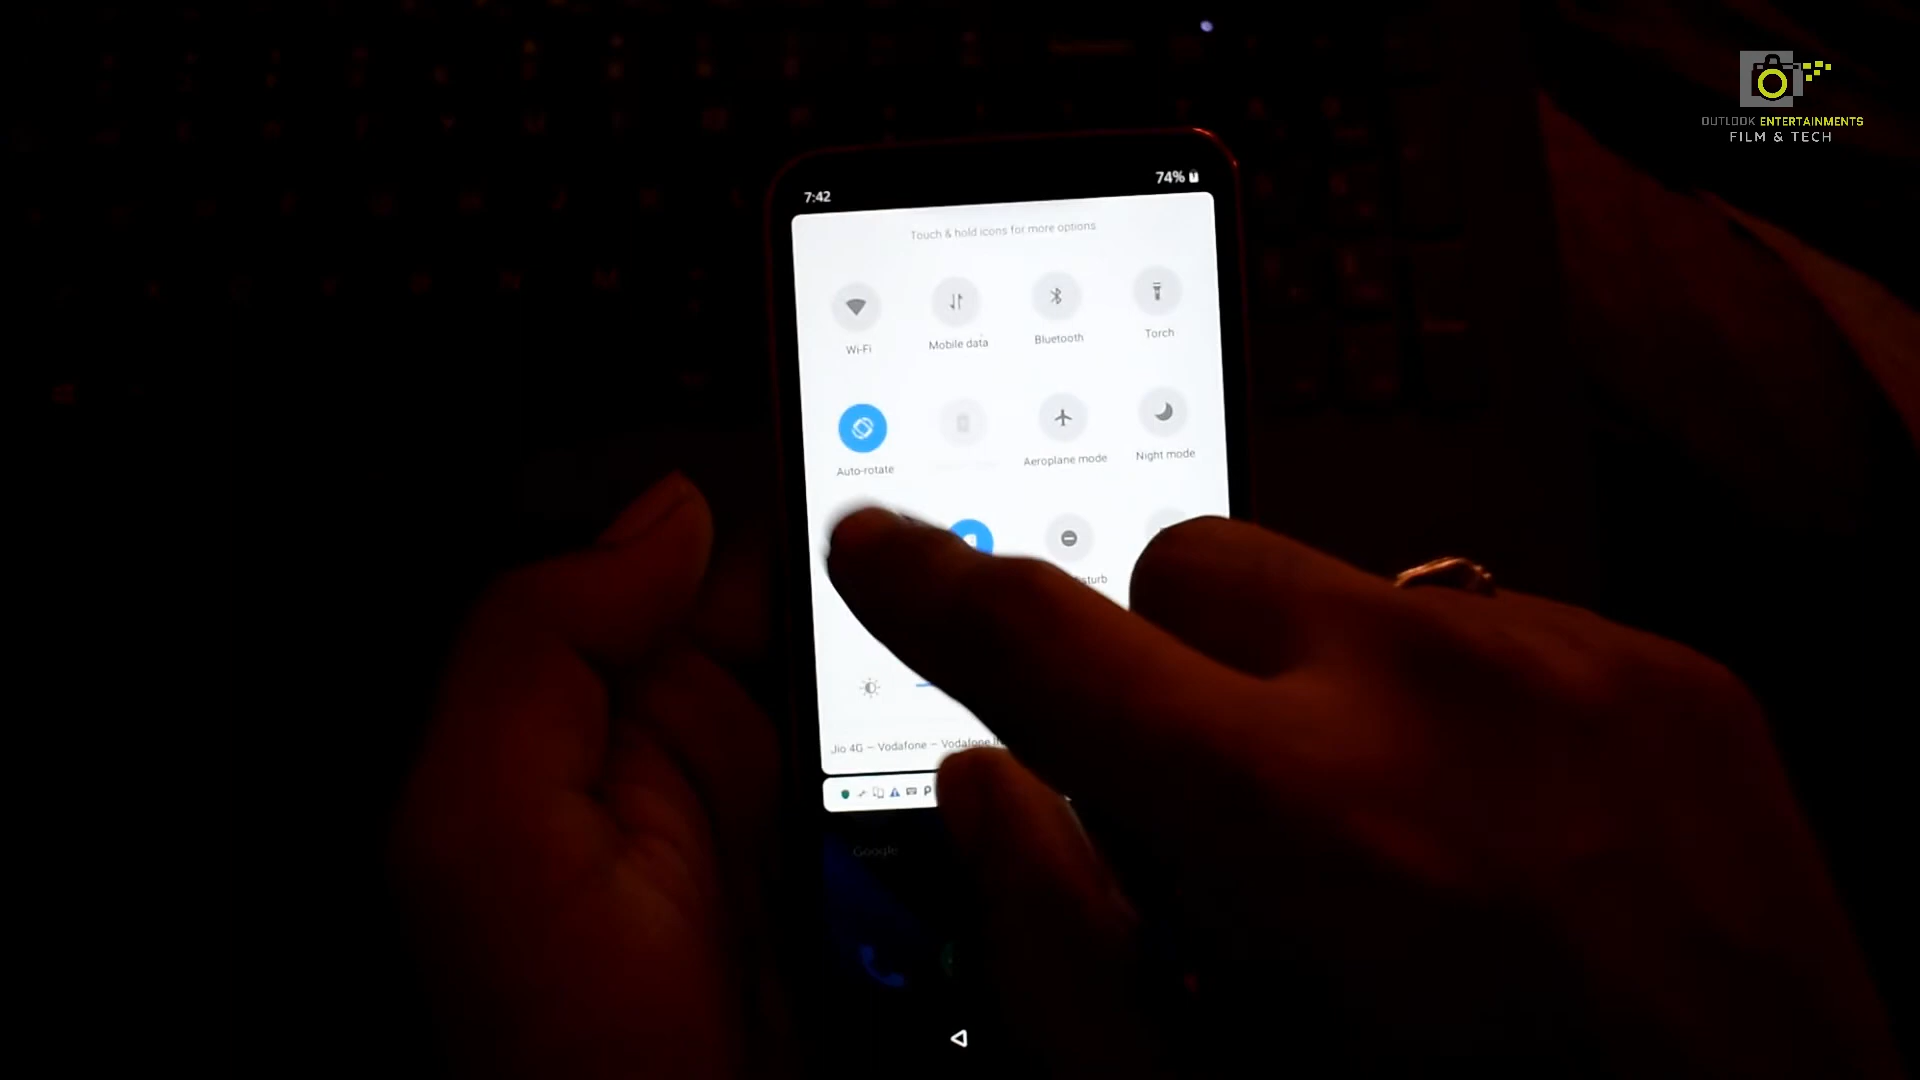 OUTLOOK ENTERTAINMENTS
FILM & TECH
7:42
74%
Touch & hold icons for more options
Wi-Fi
Mobile data
Bluetooth
Torch
Auto-rotate
Aeroplane mode
Night mode
Jio 4G – Vodafone – Vodafone
P
Google